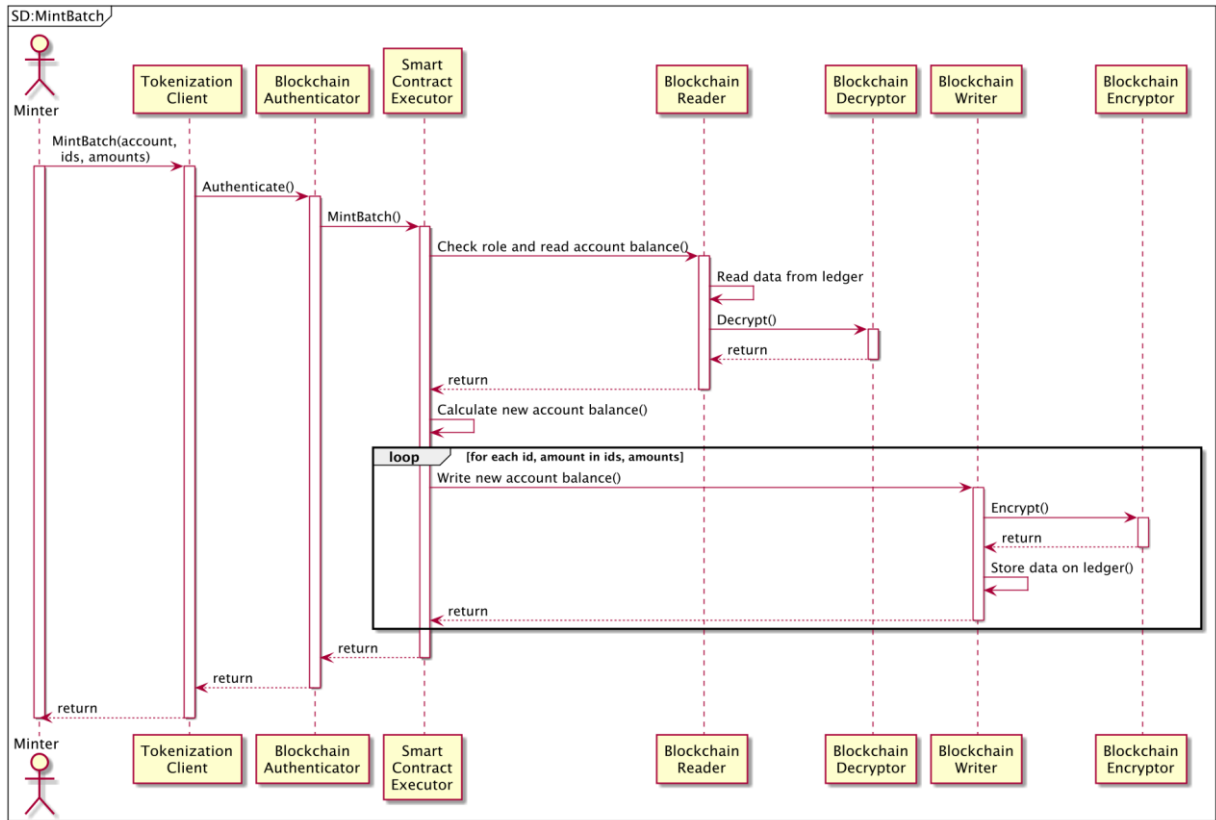 SD:MintBatch
Minter
Tokenization
Client
Blockchain
Authenticator
Smart
Contract
Executor
Blockchain
Reader
Blockchain
Decryptor
Blockchain
Writer
Blockchain
Encryptor
MintBatch(account,
ids, amounts)
Authenticate()
MintBatch()
Check role and read account balance()
Read data from ledger
Decrypt()
return
return
Calculate new account balance()
loop [for each id, amount in ids, amounts]
Write new account balance()
Encrypt()
return
Store data on ledger()
return
return
return
return
Minter
Tokenization
Client
Blockchain
Authenticator
Smart
Contract
Executor
Blockchain
Reader
Blockchain
Decryptor
Blockchain
Writer
Blockchain
Encryptor